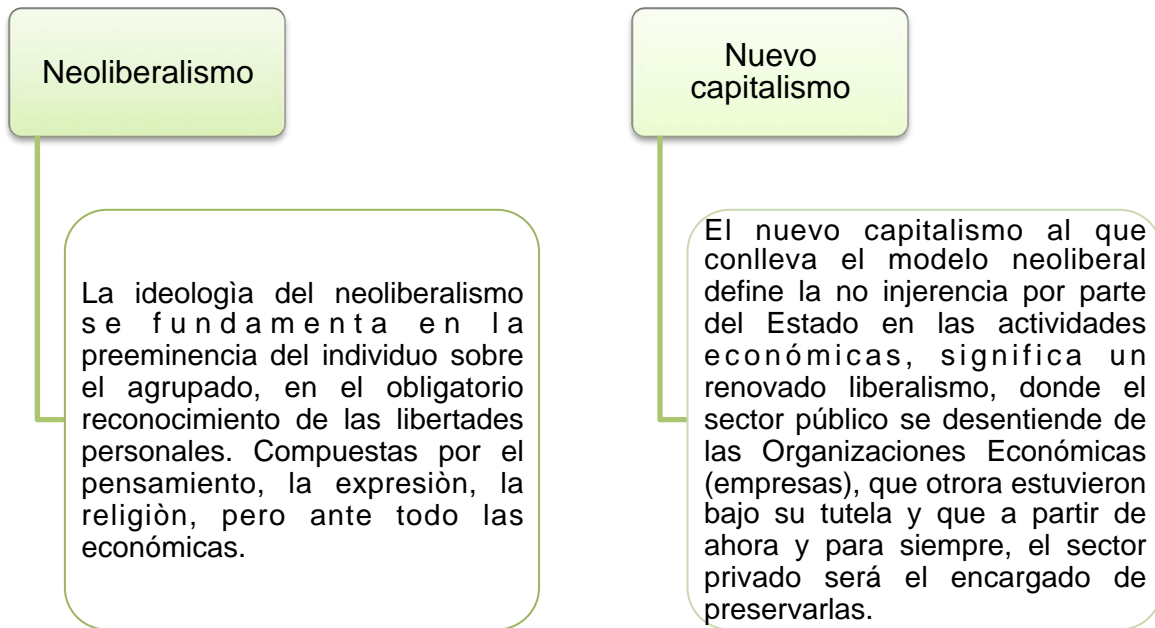 Neoliberalismo
La ideologìa del neoliberalismo
se fundamenta en la
preeminencia del individuo sobre
el agrupado, en el obligatorio
reconocimiento de las libertades
personales. Compuestas por el
pensamiento, la expresiòn, la
religiòn, pero ante todo las
económicas.
Nuevo
capitalismo
El nuevo capitalismo al que
conlleva el modelo neoliberal
define la no injerencia por parte
del Estado en las actividades
económicas, significa un
renovado liberalismo, donde el
sector público se desentiende de
las Organizaciones Económicas
(empresas), que otrora estuvieron
bajo su tutela y que a partir de
ahora y para siempre, el sector
privado será el encargado de
preservarlas.